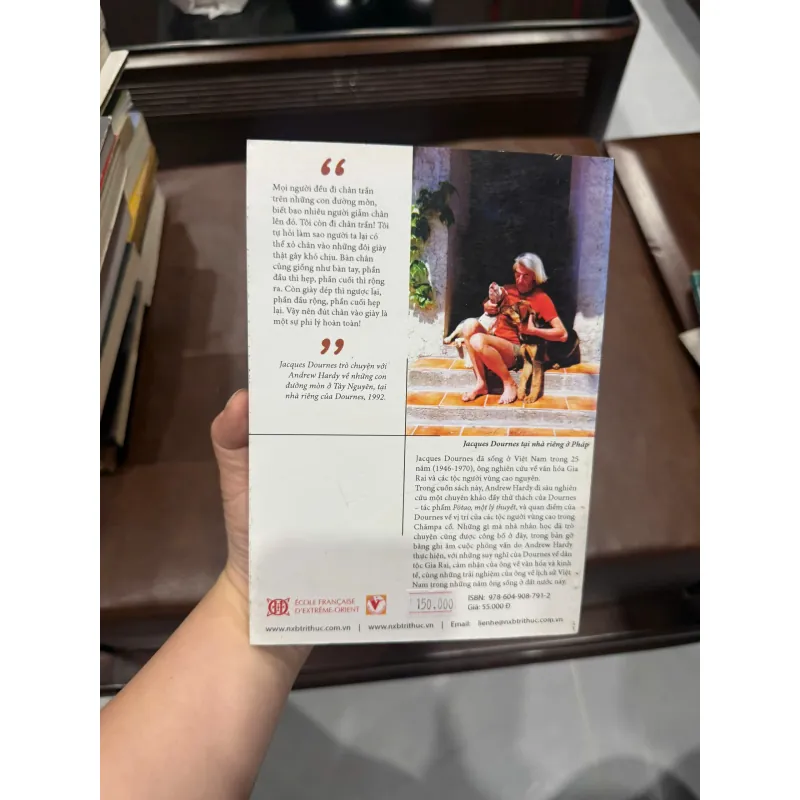 “
Mọi người đều đi chân trần
trên những con đường mòn,
biết bao nhiêu người giẫm chân
lên đó. Tôi còn đi chân trần! Tôi
tự hỏi làm sao người ta lại có
thể xỏ chân vào những đôi giày
thật gây khó chịu. Bàn chân
cũng giống như bàn tay, phần
đầu thì hẹp, phần cuối thì rộng
ra. Còn giày dép thì ngược lại,
phần đầu rộng, phần cuối hẹp
lại. Vậy nên đút chân vào giày là
một sự phi lý hoàn toàn!
”
Jacques Dournes trò chuyện với
Andrew Hardy về những con
đường mòn ở Tây Nguyên, tại
nhà riêng của Dournes, 1992.
Jacques Dournes tại nhà riêng ở Pháp
Jacques Dournes đã sống ở Việt Nam trong 25
năm (1946-1970), ông nghiên cứu về văn hóa Gia
Rai và các tộc người vùng cao nguyên.
Trong cuốn sách này, Andrew Hardy đi sâu nghiên
cứu một chuyên khảo đầy thử thách của Dournes
– tác phẩm Pötao, một lý thuyết, và quan điểm của
Dournes về vị trí của các tộc người vùng cao trong
Chămpa cổ. Những gì mà nhà nhân học đã trò
chuyện cũng được công bố ở đây, trong bản gỡ
băng ghi âm cuộc phỏng vấn do Andrew Hardy
thực hiện, với những suy nghĩ của Dournes về dân
tộc Gia Rai, cảm nhận của ông về văn hóa và kinh
tế, cùng những trải nghiệm của ông về lịch sử Việt
Nam trong những năm ông sống ở đất nước này.
ÉCOLE FRANÇAISE
D'EXTRÊME-ORIENT
150.000
ISBN: 978-604-908-791-2
Giá: 55.000 Đ
www.nxbtrithuc.com.vn | www.nxbtrithuc.vn | Email: lienhe@nxbtrithuc.com.vn